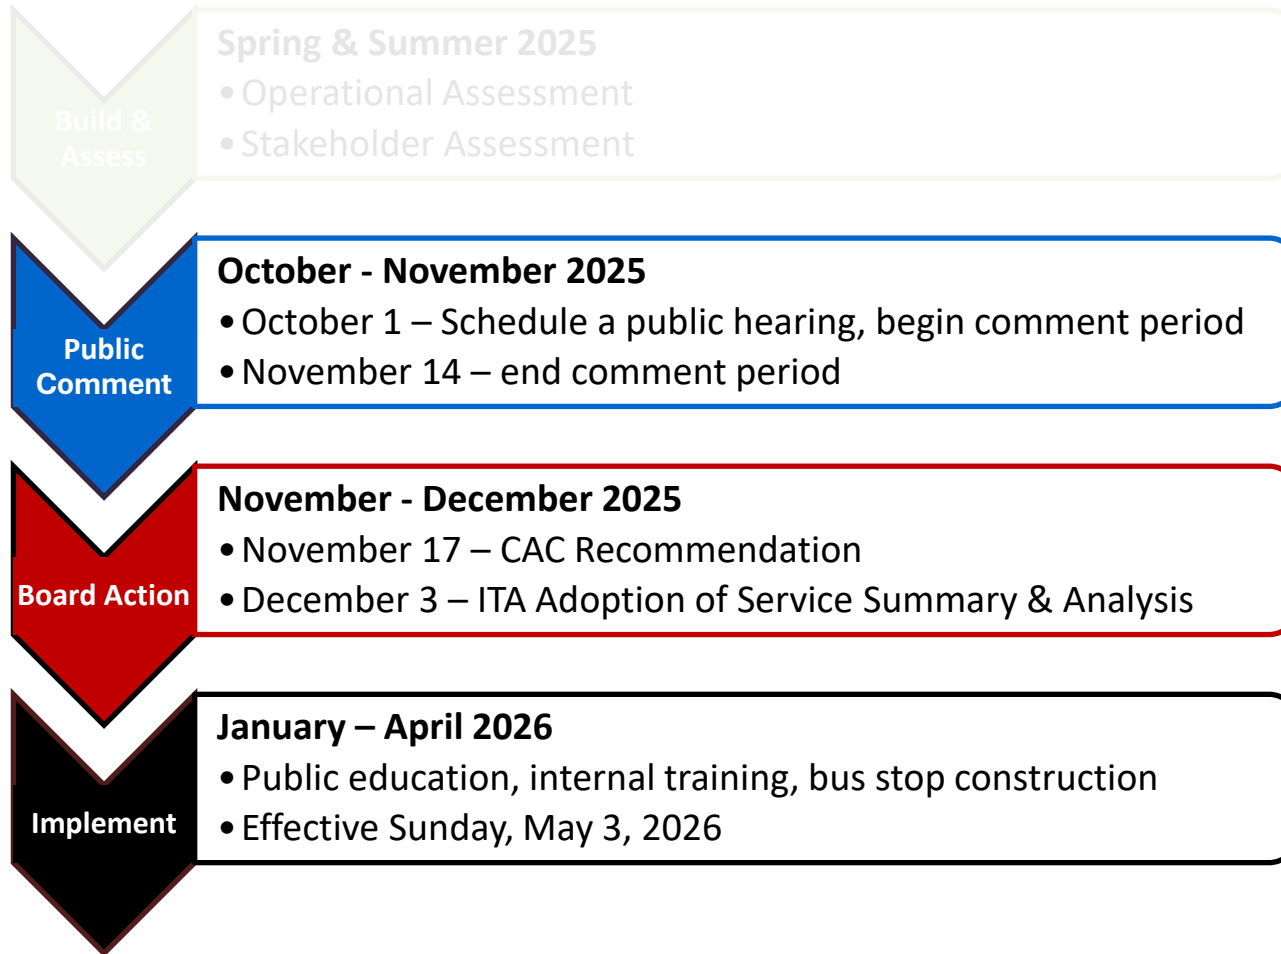 Build &
Assess
Spring & Summer 2025
• Operational Assessment
• Stakeholder Assessment
Public
Comment
October - November 2025
• October 1 – Schedule a public hearing, begin comment period
• November 14 – end comment period
Board Action
November - December 2025
• November 17 – CAC Recommendation
• December 3 – ITA Adoption of Service Summary & Analysis
Implement
January – April 2026
• Public education, internal training, bus stop construction
• Effective Sunday, May 3, 2026